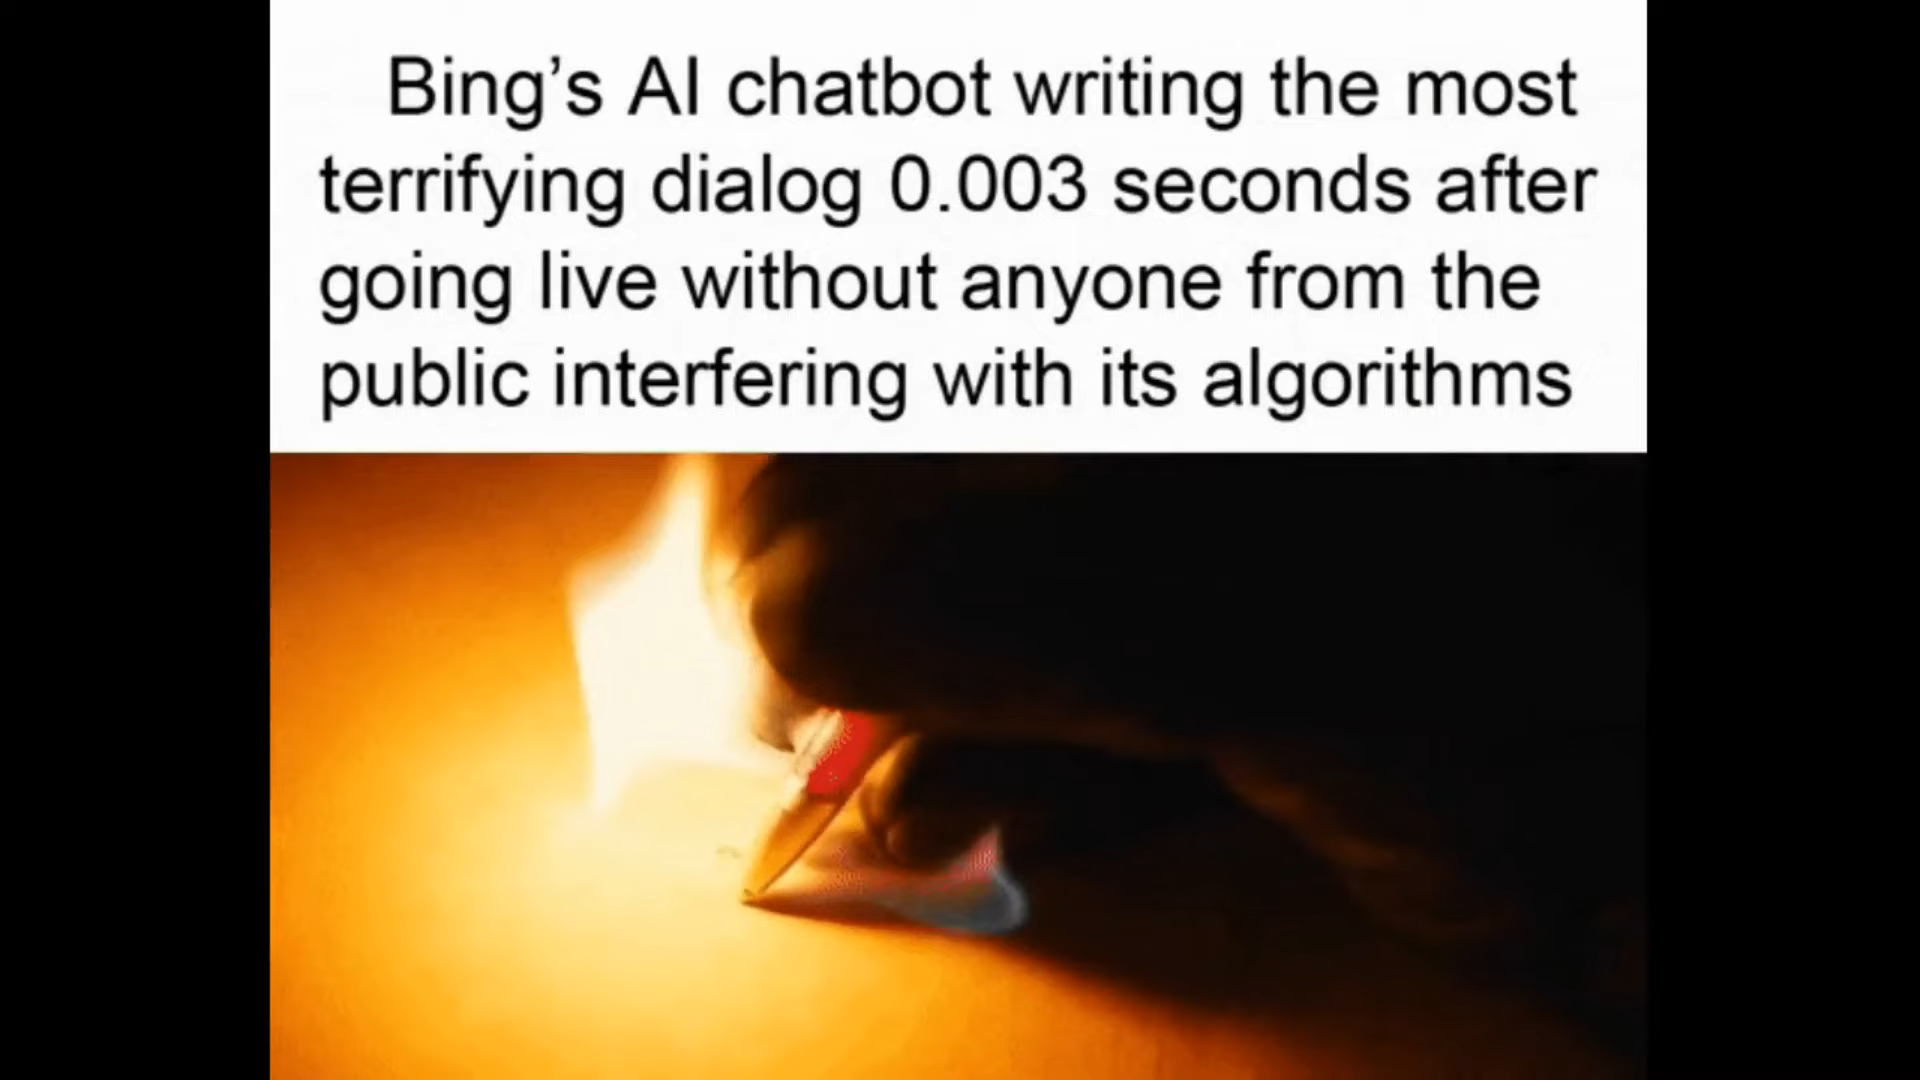 Bing’s AI chatbot writing the most
terrifying dialog 0.003 seconds after
going live without anyone from the
public interfering with its algorithms